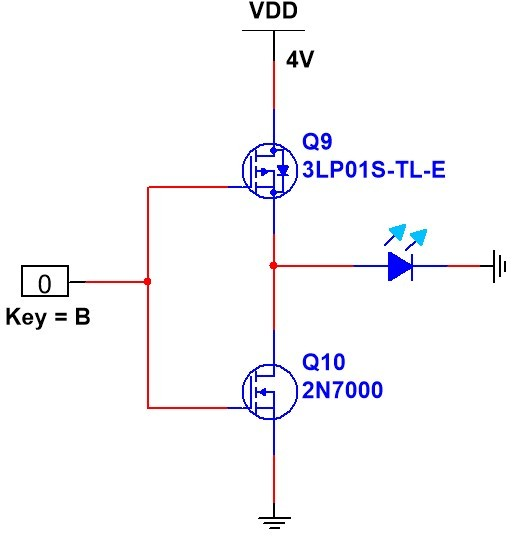 VDD
4V
Q9
3LP01S-TL-E
0
Key = B
Q10
2N7000